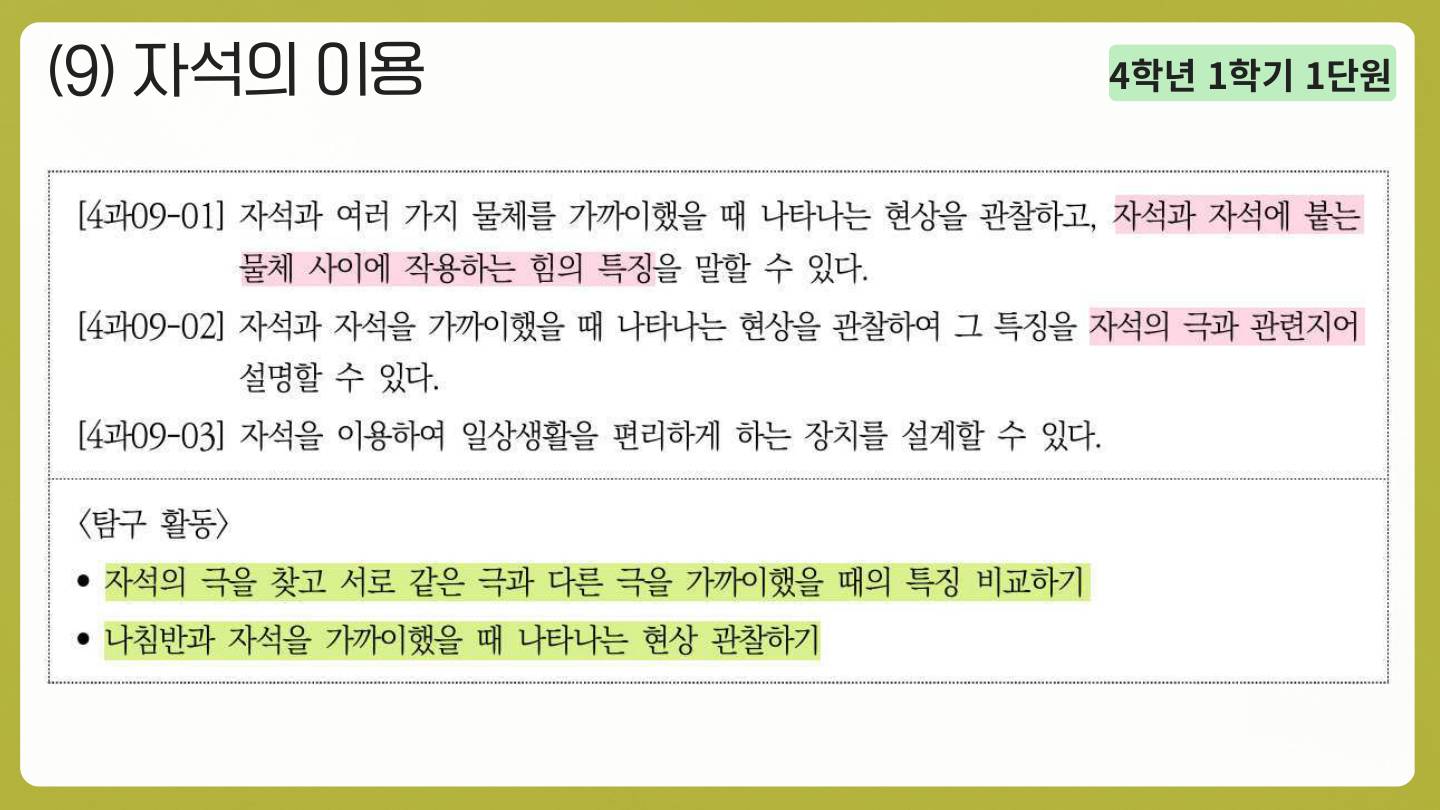 (9) 자석의 이용
4학년 1학기 1단원
[4과09-01] 자석과 여러 가지 물체를 가까이했을 때 나타나는 현상을 관찰하고, 자석과 자석에 붙는
물체 사이에 작용하는 힘의 특징을 말할 수 있다.
[4과09-02] 자석과 자석을 가까이했을 때 나타나는 현상을 관찰하여 그 특징을 자석의 극과 관련지어
설명할 수 있다.
[4과09-03] 자석을 이용하여 일상생활을 편리하게 하는 장치를 설계할 수 있다.
〈탐구 활동〉
• 자석의 극을 찾고 서로 같은 극과 다른 극을 가까이했을 때의 특징 비교하기
• 나침반과 자석을 가까이했을 때 나타나는 현상 관찰하기